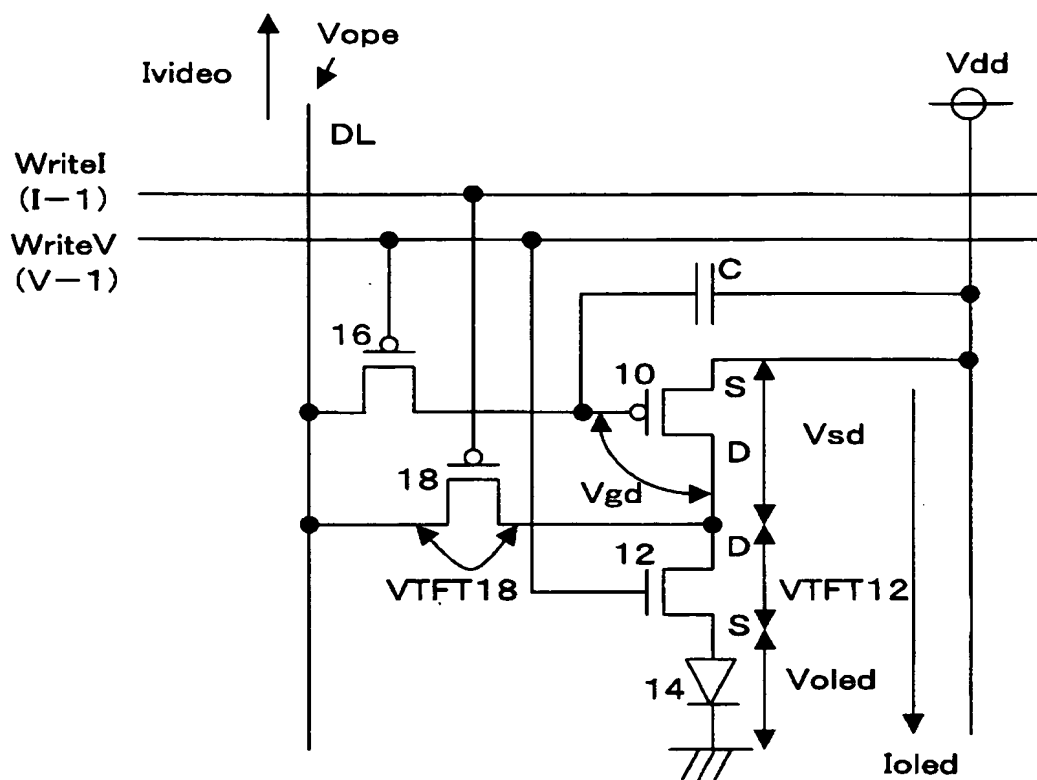 Vope
Ivideo
Vdd
DL
WriteI
(I-1)
WriteV
(V-1)
C
16
10
S
Vsd
D
18
Vgd
12
D
VTFT18
VTFT12
S
14
Voled
Ioled